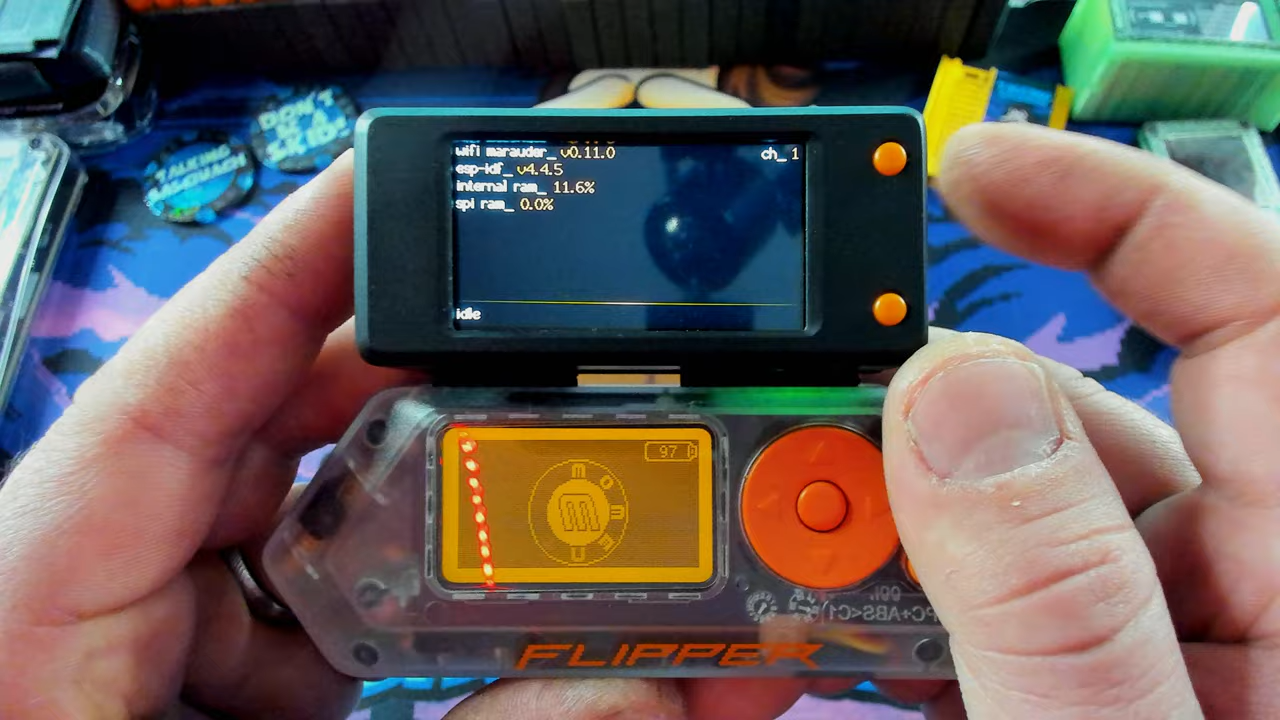 DON'T
BE A
SKID
TALKING
wifi marauder_ v0.11.0
ch_ 1
esp-idf_ v4.4.5
internal ram_ 11.6%
spi ram_ 0.0%
idle
97
FLIPPER